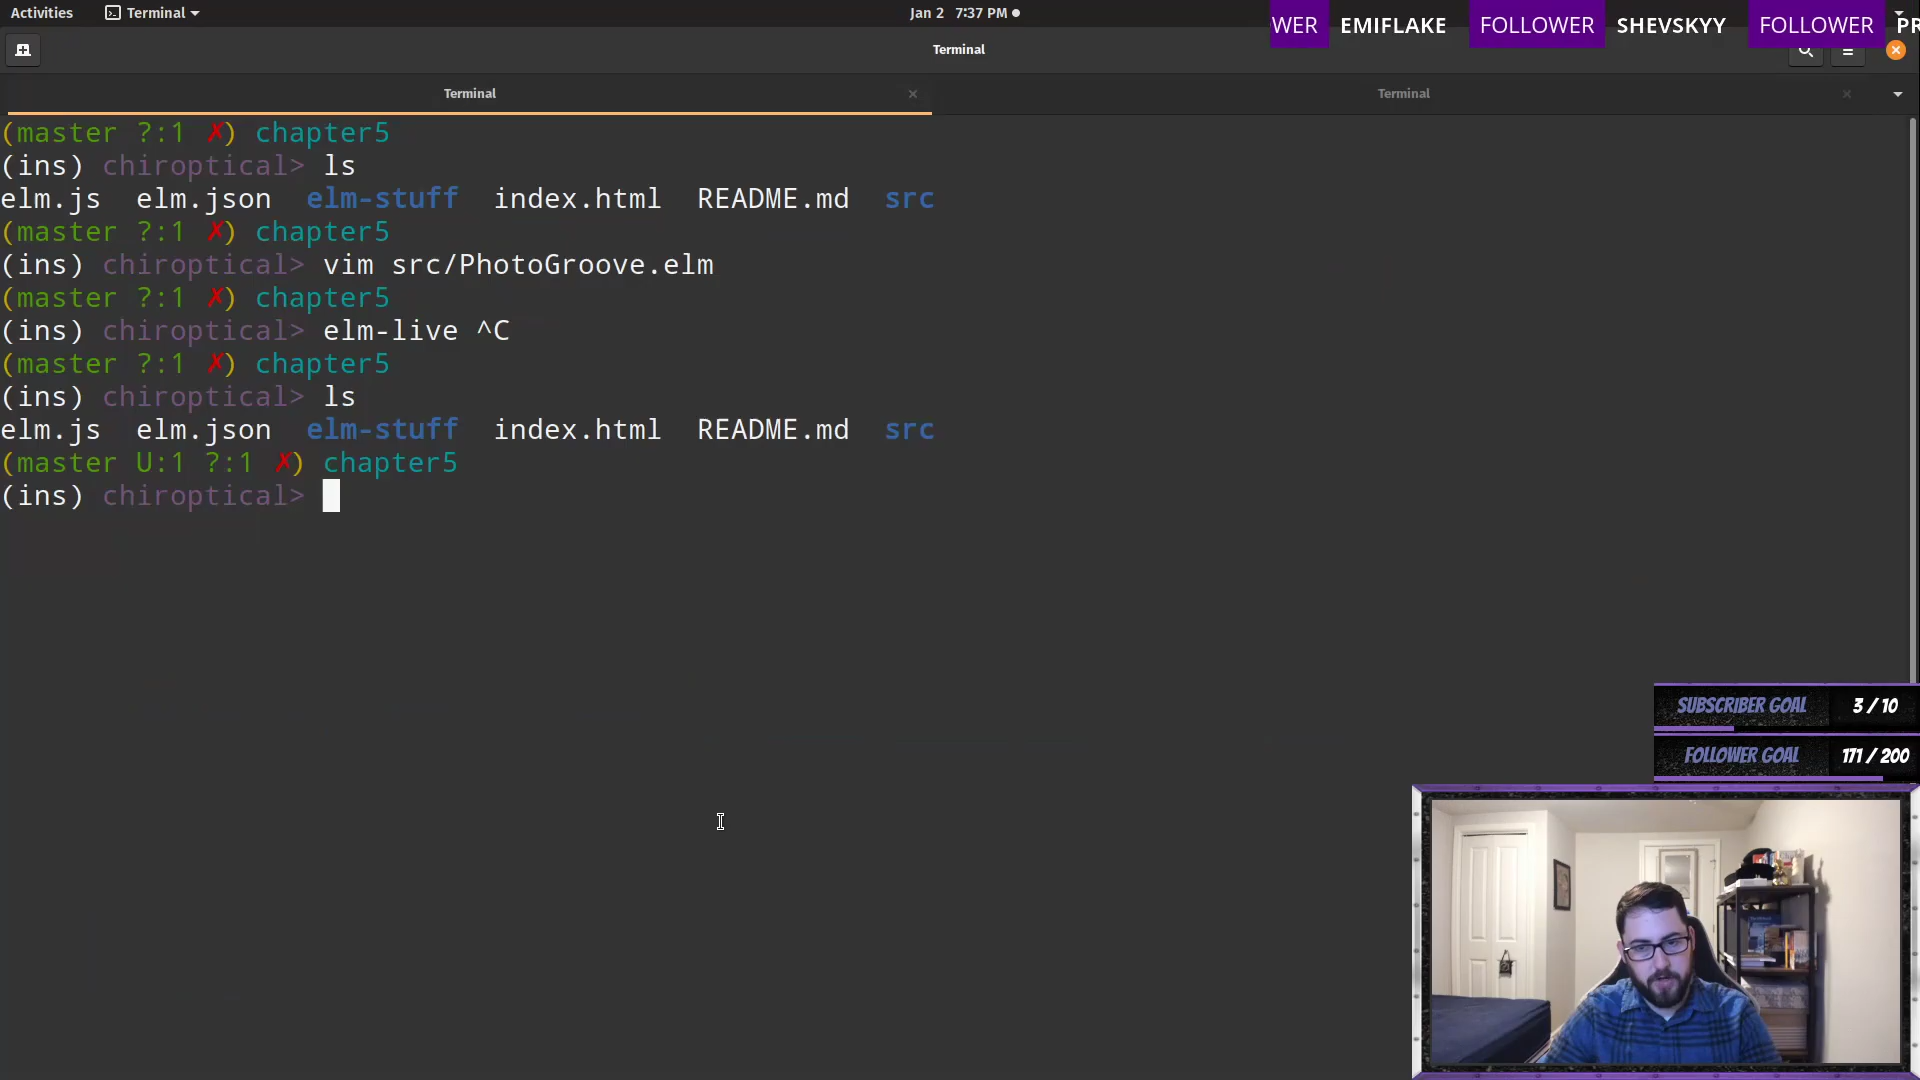 Activities Terminal Jan 2 7:37 PM WER EMIFLAKE FOLLOWER SHEVSKYY FOLLOWER PR
Terminal
Terminal Terminal
(master ?:1 ✗) chapter5
(ins) chiroptical> ls
elm.js elm.json elm-stuff index.html README.md src
(master ?:1 ✗) chapter5
(ins) chiroptical> vim src/PhotoGroove.elm
(master ?:1 ✗) chapter5
(ins) chiroptical> elm-live ^C
(master ?:1 ✗) chapter5
(ins) chiroptical> ls
elm.js elm.json elm-stuff index.html README.md src
(master U:1 ?:1 ✗) chapter5
(ins) chiroptical>
SUBSCRIBER GOAL 3 / 10
FOLLOWER GOAL 171 / 200